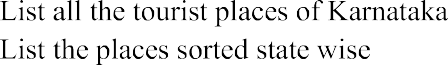 List all the tourist places of Karnataka
List the places sorted state wise